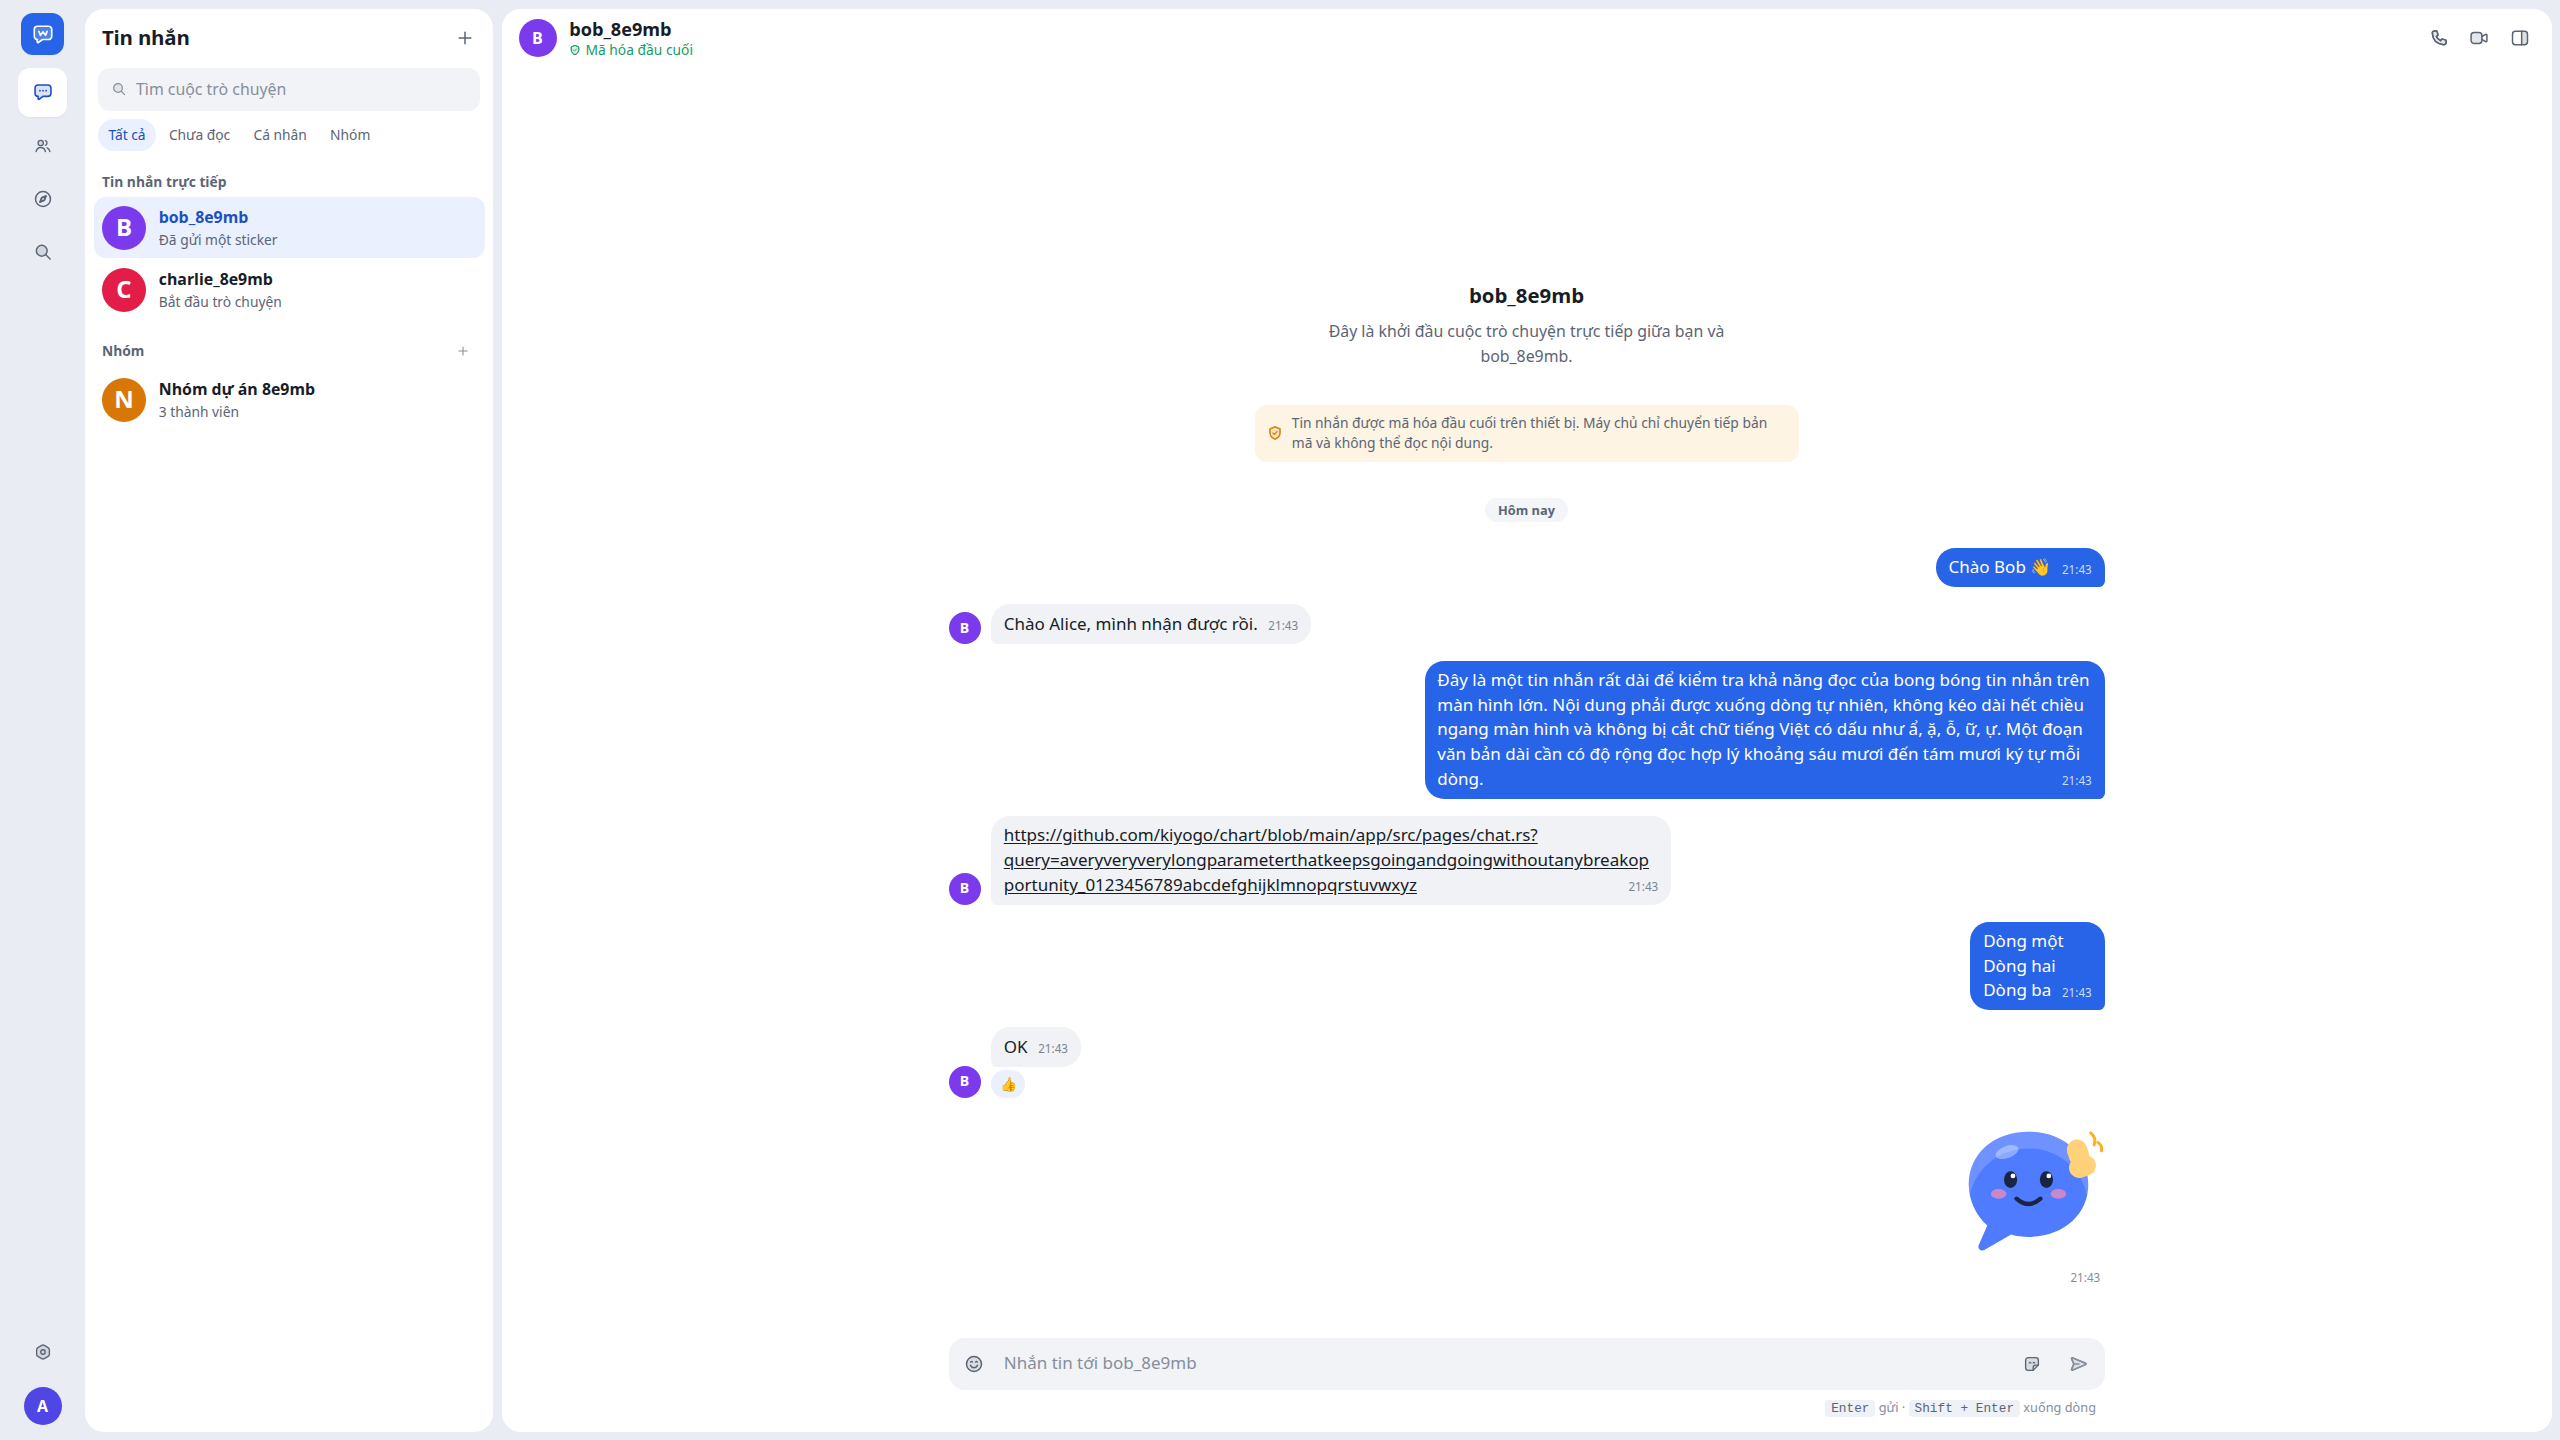 Tin nhắn
Tìm cuộc trò chuyện
Tất cả Chưa đọc Cá nhân Nhóm
Tin nhắn trực tiếp
B
bob_8e9mb
Đã gửi một sticker
C
charlie_8e9mb
Bắt đầu trò chuyện
Nhóm
N
Nhóm dự án 8e9mb
3 thành viên
A
B
bob_8e9mb
Mã hóa đầu cuối
bob_8e9mb
Đây là khởi đầu cuộc trò chuyện trực tiếp giữa bạn và
bob_8e9mb.
Tin nhắn được mã hóa đầu cuối trên thiết bị. Máy chủ chỉ chuyển tiếp bản
mã và không thể đọc nội dung.
Hôm nay
Chào Bob 👋 21:43
B
Chào Alice, mình nhận được rồi. 21:43
Đây là một tin nhắn rất dài để kiểm tra khả năng đọc của bong bóng tin nhắn trên
màn hình lớn. Nội dung phải được xuống dòng tự nhiên, không kéo dài hết chiều
ngang màn hình và không bị cắt chữ tiếng Việt có dấu như ẩ, ặ, ỗ, ữ, ự. Một đoạn
văn bản dài cần có độ rộng đọc hợp lý khoảng sáu mươi đến tám mươi ký tự mỗi
dòng. 21:43
https://github.com/kiyogo/chart/blob/main/app/src/pages/chat.rs?
query=averyveryverylongparameterthatkeepsgoingandgoingwithoutanybreakop
portunity_0123456789abcdefghijklmnopqrstuvwxyz 21:43
B
Dòng một
Dòng hai
Dòng ba 21:43
OK 21:43
B
👍
21:43
Nhắn tin tới bob_8e9mb
Enter gửi · Shift + Enter xuống dòng